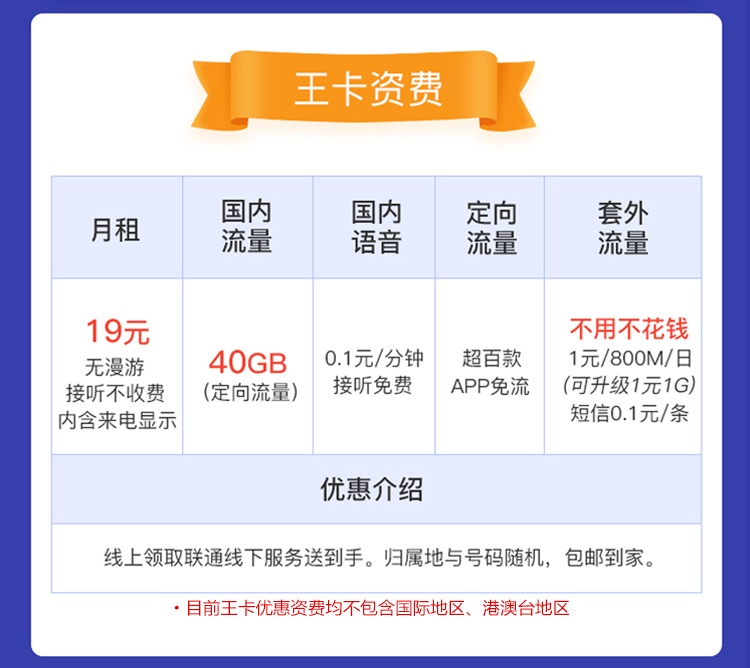 王卡资费
月租
国内
流量
国内
语音
定向
流量
套外
流量
19元
无漫游
接听不收费
内含来电显示
40GB
（定向流量）
0.1元/分钟
接听免费
超百款
APP免流
不用不花钱
1元/800M/日
(可升级1元1G)
短信0.1元/条
优惠介绍
线上领取联通线下服务送到手。归属地与号码随机，包邮到家。
·目前王卡优惠资费均不包含国际地区、港澳台地区